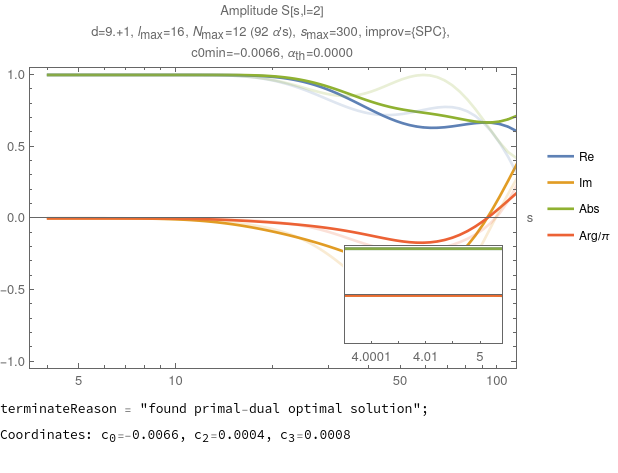 Amplitude S[s,l=2]
d=9.+1, lmax=16, Nmax=12 (92 α's), smax=300, improv={SPC},
c0min=-0.0066, αth=0.0000
1.0
0.5
0.0
-0.5
-1.0
s
Re
Im
Abs
Arg/π
4.0001 4.01 5
5 10 50 100
terminateReason = "found primal-dual optimal solution";
Coordinates: c0=-0.0066, c2=0.0004, c3=0.0008